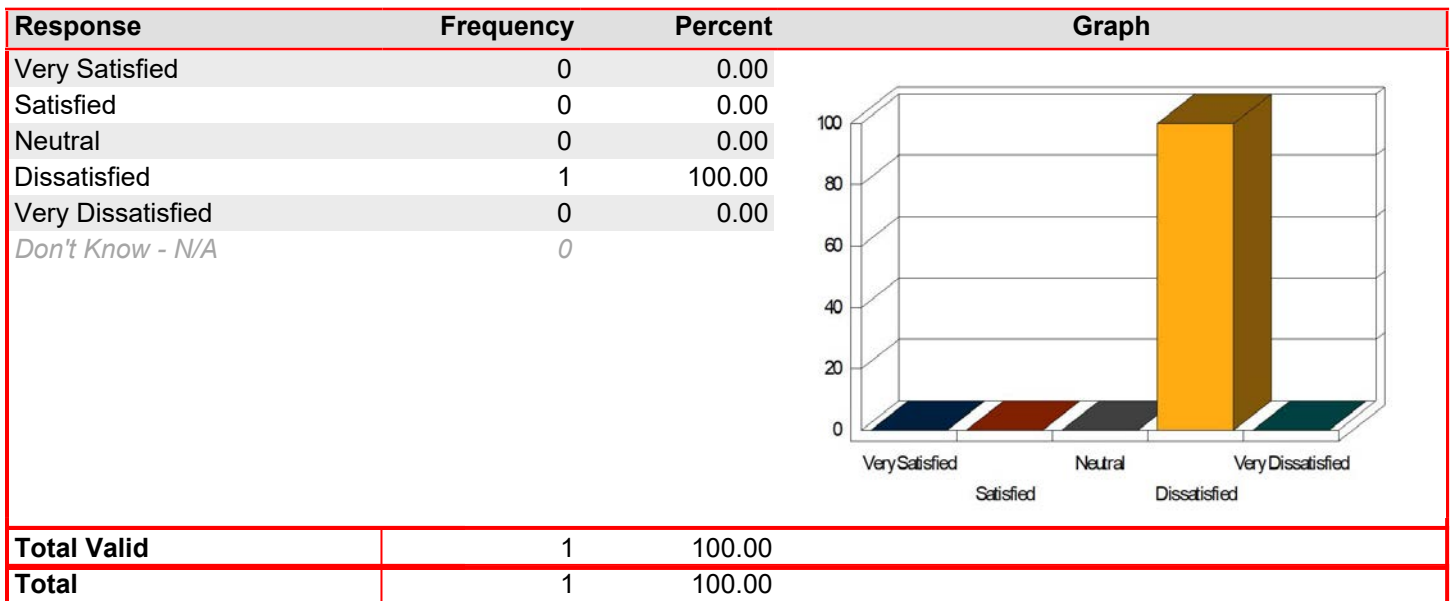 Response Frequency Percent Graph
Very Satisfied 0 0.00
Satisfied 0 0.00
Neutral 0 0.00
Dissatisfied 1 100.00
Very Dissatisfied 0 0.00
Don't Know - N/A 0
100
80
60
40
20
0
Very Satisfied Neutral Very Dissatisfied
Satisfied Dissatisfied
Total Valid 1 100.00
Total 1 100.00